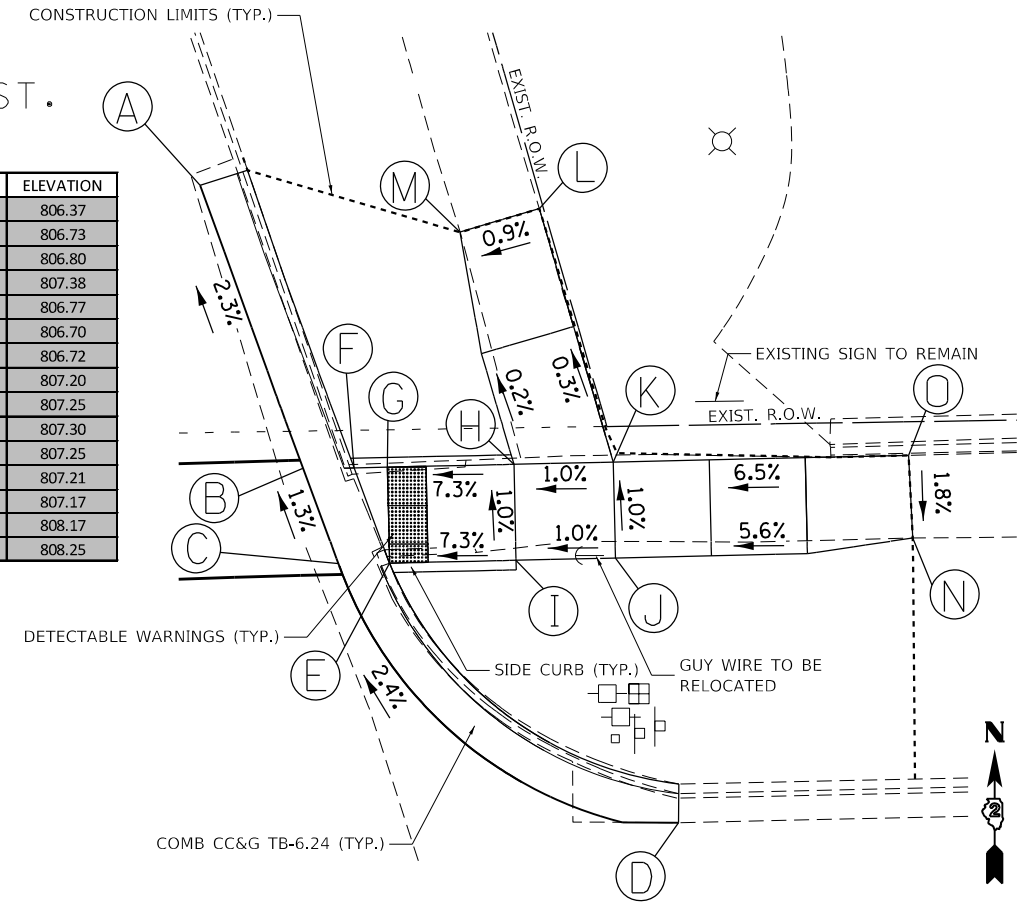 CONSTRUCTION LIMITS (TYP.)
ST.
A
EXIST. R.O.W.
ELEVATION
806.37
806.73
806.80
807.38
806.77
806.70
806.72
807.20
807.25
807.30
807.25
807.21
807.17
808.17
808.25
M
L
0.9%
2.3%
F
G
EXISTING SIGN TO REMAIN
0.2%
0.3%
K
O
H
EXIST. R.O.W.
B
1.3%
7.3%
1.0%
1.0%
1.0%
6.5%
1.8%
C
7.3%
1.0%
5.6%
I
J
N
DETECTABLE WARNINGS (TYP.)
E
SIDE CURB (TYP.)
GUY WIRE TO BE
RELOCATED
2.4%
N
2
COMB CC&G TB-6.24 (TYP.)
D